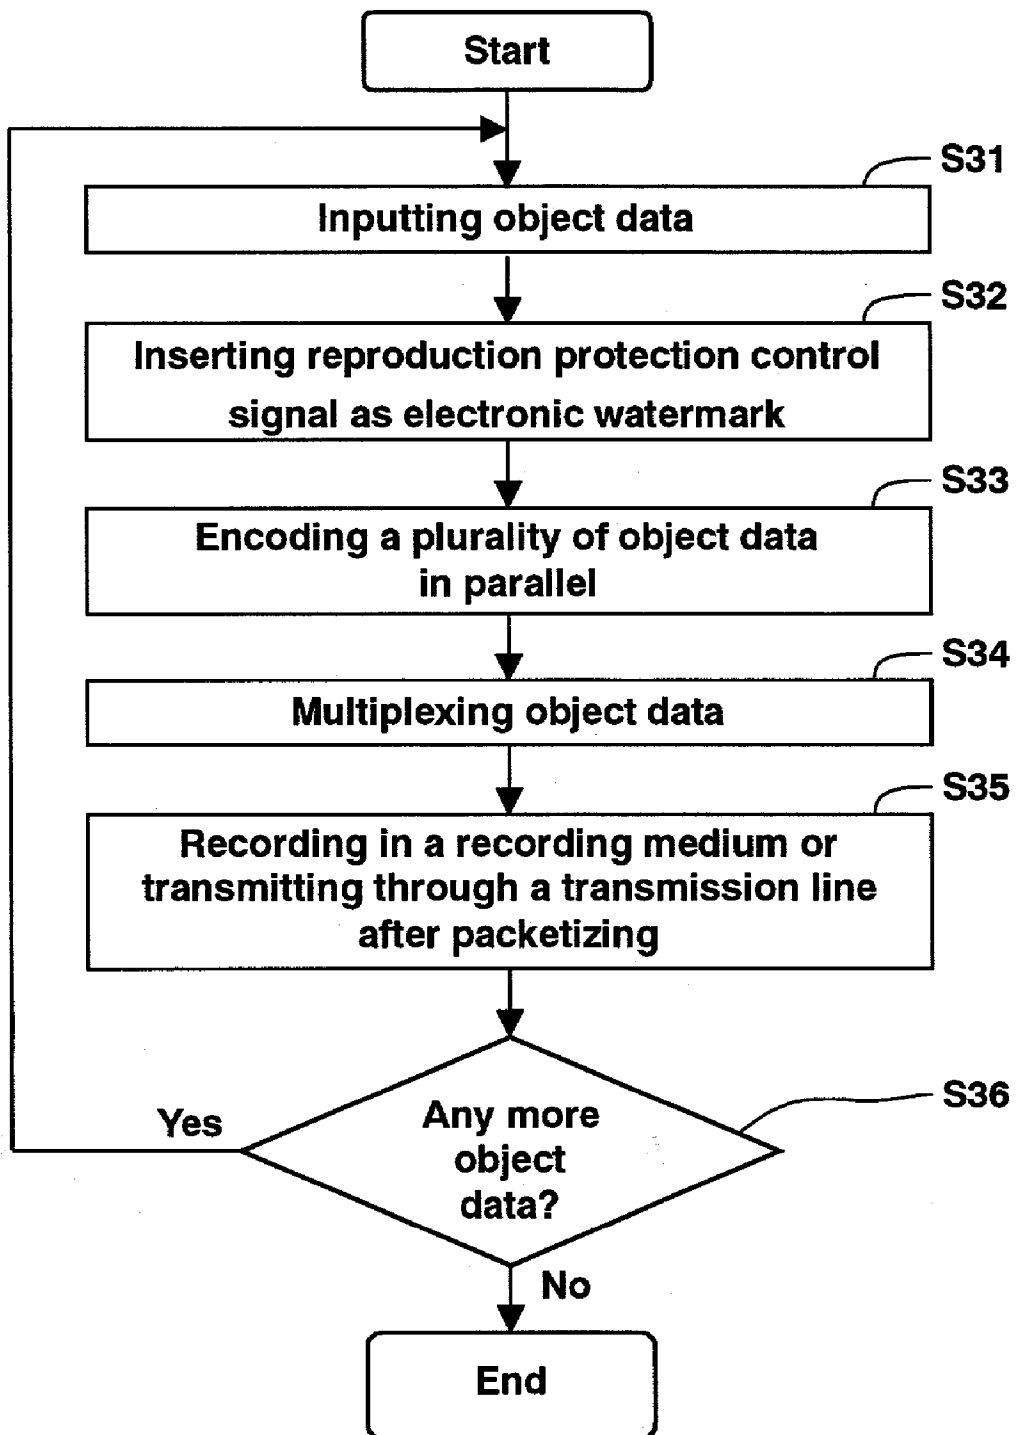 Start
S31
Inputting object data
S32
Inserting reproduction protection control
signal as electronic watermark
S33
Encoding a plurality of object data
in parallel
S34
Multiplexing object data
S35
Recording in a recording medium or
transmitting through a transmission line
after packetizing
S36
Yes
Any more
object
data?
No
End